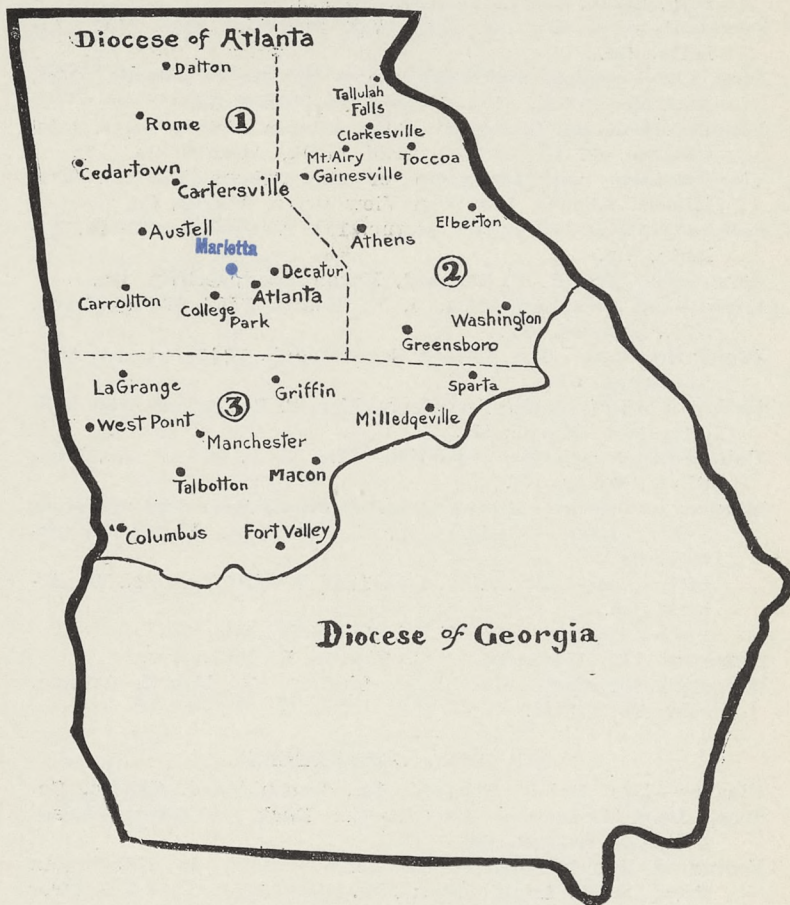 Diocese of Atlanta
Dalton
Tallulah
Falls
Rome
①
Clarkesville
Mt. Airy
Toccoa
Cedartown
Gainesville
Cartersville
Elberton
Austell
Athens
Marietta
Decatur
②
Carrollton
College
Park
Atlanta
Washington
Greensboro
LaGrange
Griffin
Sparta
③
West Point
Milledgeville
Manchester
Talbotton
Macon
Columbus
Fort Valley
Diocese of Georgia